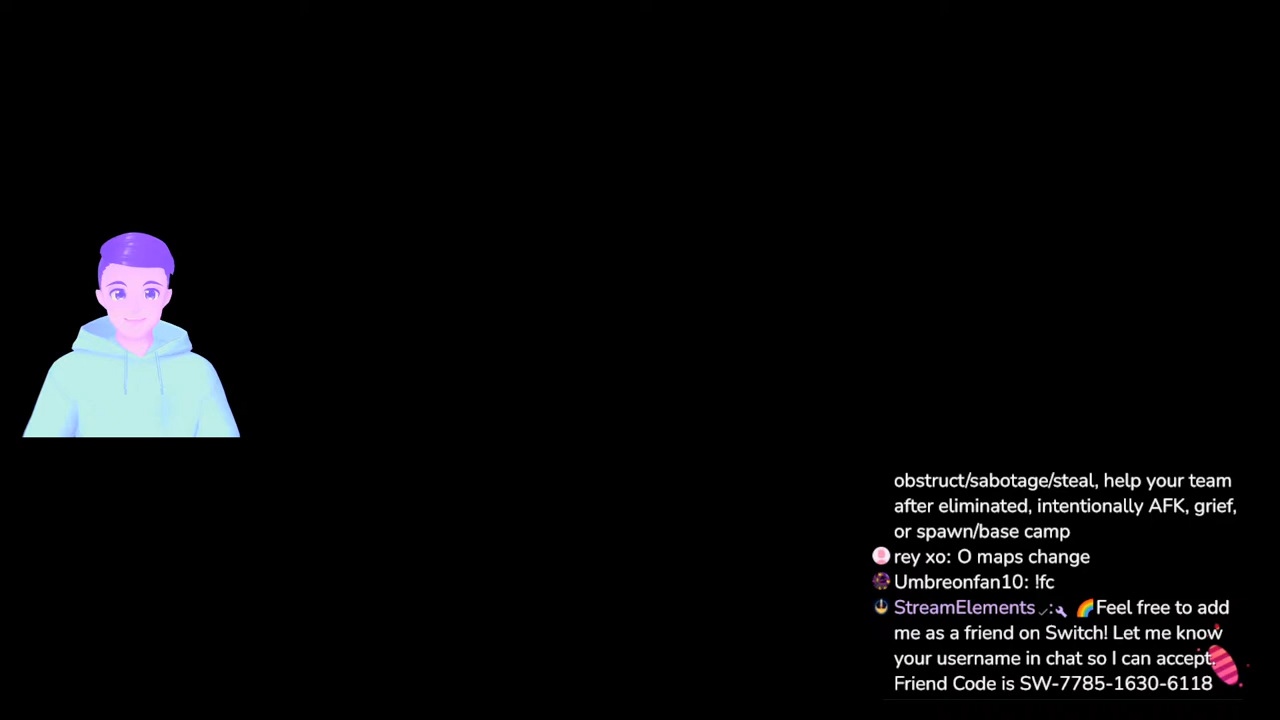 obstruct/sabotage/steal, help your team
after eliminated, intentionally AFK, grief,
or spawn/base camp
rey xo: O maps change
Umbreonfan10: !fc
StreamElements: 🌈Feel free to add
me as a friend on Switch! Let me know
your username in chat so I can accept.
Friend Code is SW-7785-1630-6118